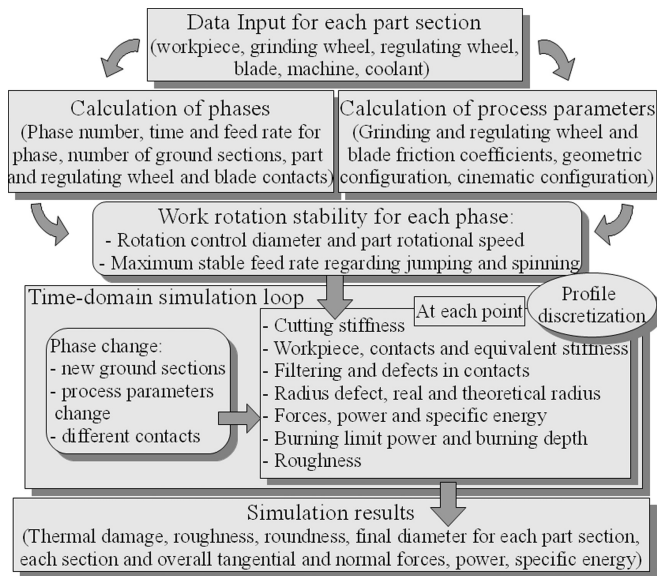 Data Input for each part section
(workpiece, grinding wheel, regulating wheel,
blade, machine, coolant)
Calculation of phases
(Phase number, time and feed rate for
phase, number of ground sections, part
and regulating wheel and blade contacts)
Calculation of process parameters
(Grinding and regulating wheel and
blade friction coefficients, geometric
configuration, cinematic configuration)
Work rotation stability for each phase:
- Rotation control diameter and part rotational speed
- Maximum stable feed rate regarding jumping and spinning
Time-domain simulation loop
At each point
Profile
discretization
Phase change:
- new ground sections
- process parameters
change
- different contacts
- Cutting stiffness
- Workpiece, contacts and equivalent stiffness
- Filtering and defects in contacts
- Radius defect, real and theoretical radius
- Forces, power and specific energy
- Burning limit power and burning depth
- Roughness
Simulation results
(Thermal damage, roughness, roundness, final diameter for each part section,
each section and overall tangential and normal forces, power, specific energy)